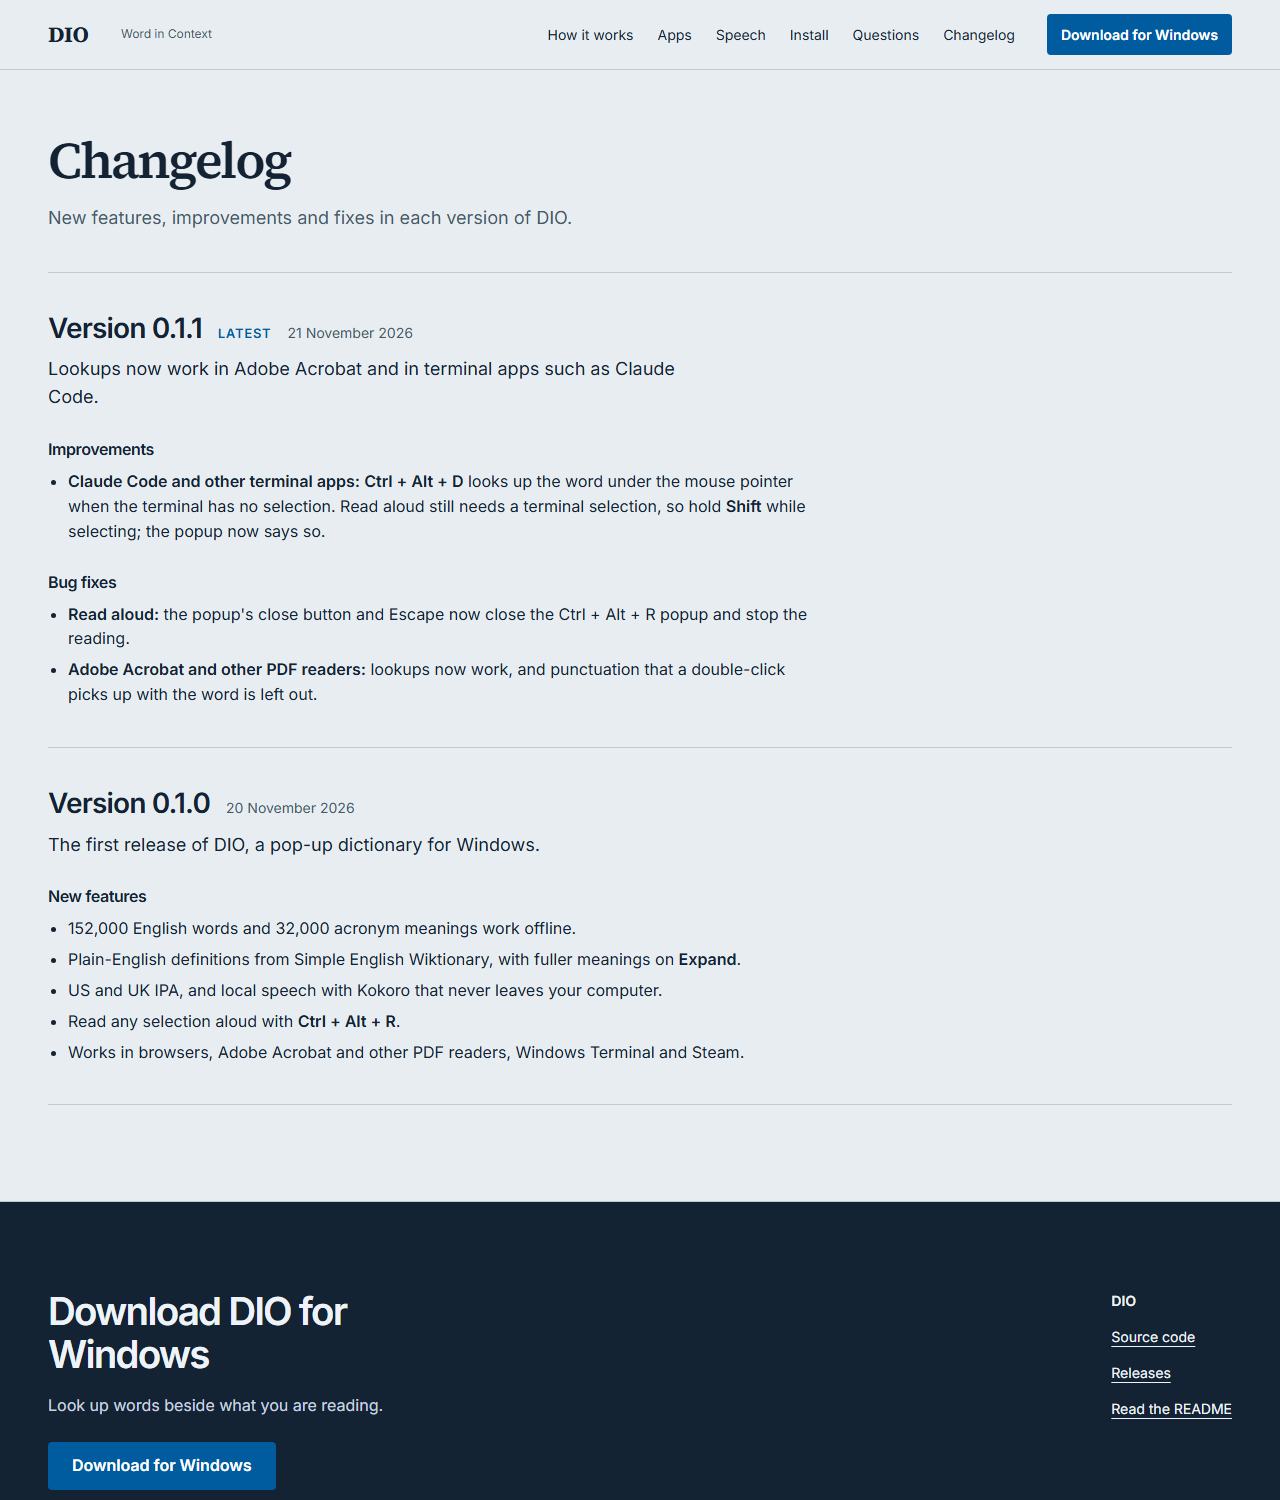 DIO
Word in Context
How it works
Apps
Speech
Install
Questions
Changelog
Download for Windows
Changelog
New features, improvements and fixes in each version of DIO.
Version 0.1.1 LATEST 21 November 2026
Lookups now work in Adobe Acrobat and in terminal apps such as Claude
Code.
Improvements
• Claude Code and other terminal apps: Ctrl + Alt + D looks up the word under the mouse pointer
when the terminal has no selection. Read aloud still needs a terminal selection, so hold Shift while
selecting; the popup now says so.
Bug fixes
• Read aloud: the popup's close button and Escape now close the Ctrl + Alt + R popup and stop the
reading.
• Adobe Acrobat and other PDF readers: lookups now work, and punctuation that a double-click
picks up with the word is left out.
Version 0.1.0 20 November 2026
The first release of DIO, a pop-up dictionary for Windows.
New features
• 152,000 English words and 32,000 acronym meanings work offline.
• Plain-English definitions from Simple English Wiktionary, with fuller meanings on Expand.
• US and UK IPA, and local speech with Kokoro that never leaves your computer.
• Read any selection aloud with Ctrl + Alt + R.
• Works in browsers, Adobe Acrobat and other PDF readers, Windows Terminal and Steam.
Download DIO for
Windows
Look up words beside what you are reading.
Download for Windows
DIO
Source code
Releases
Read the README